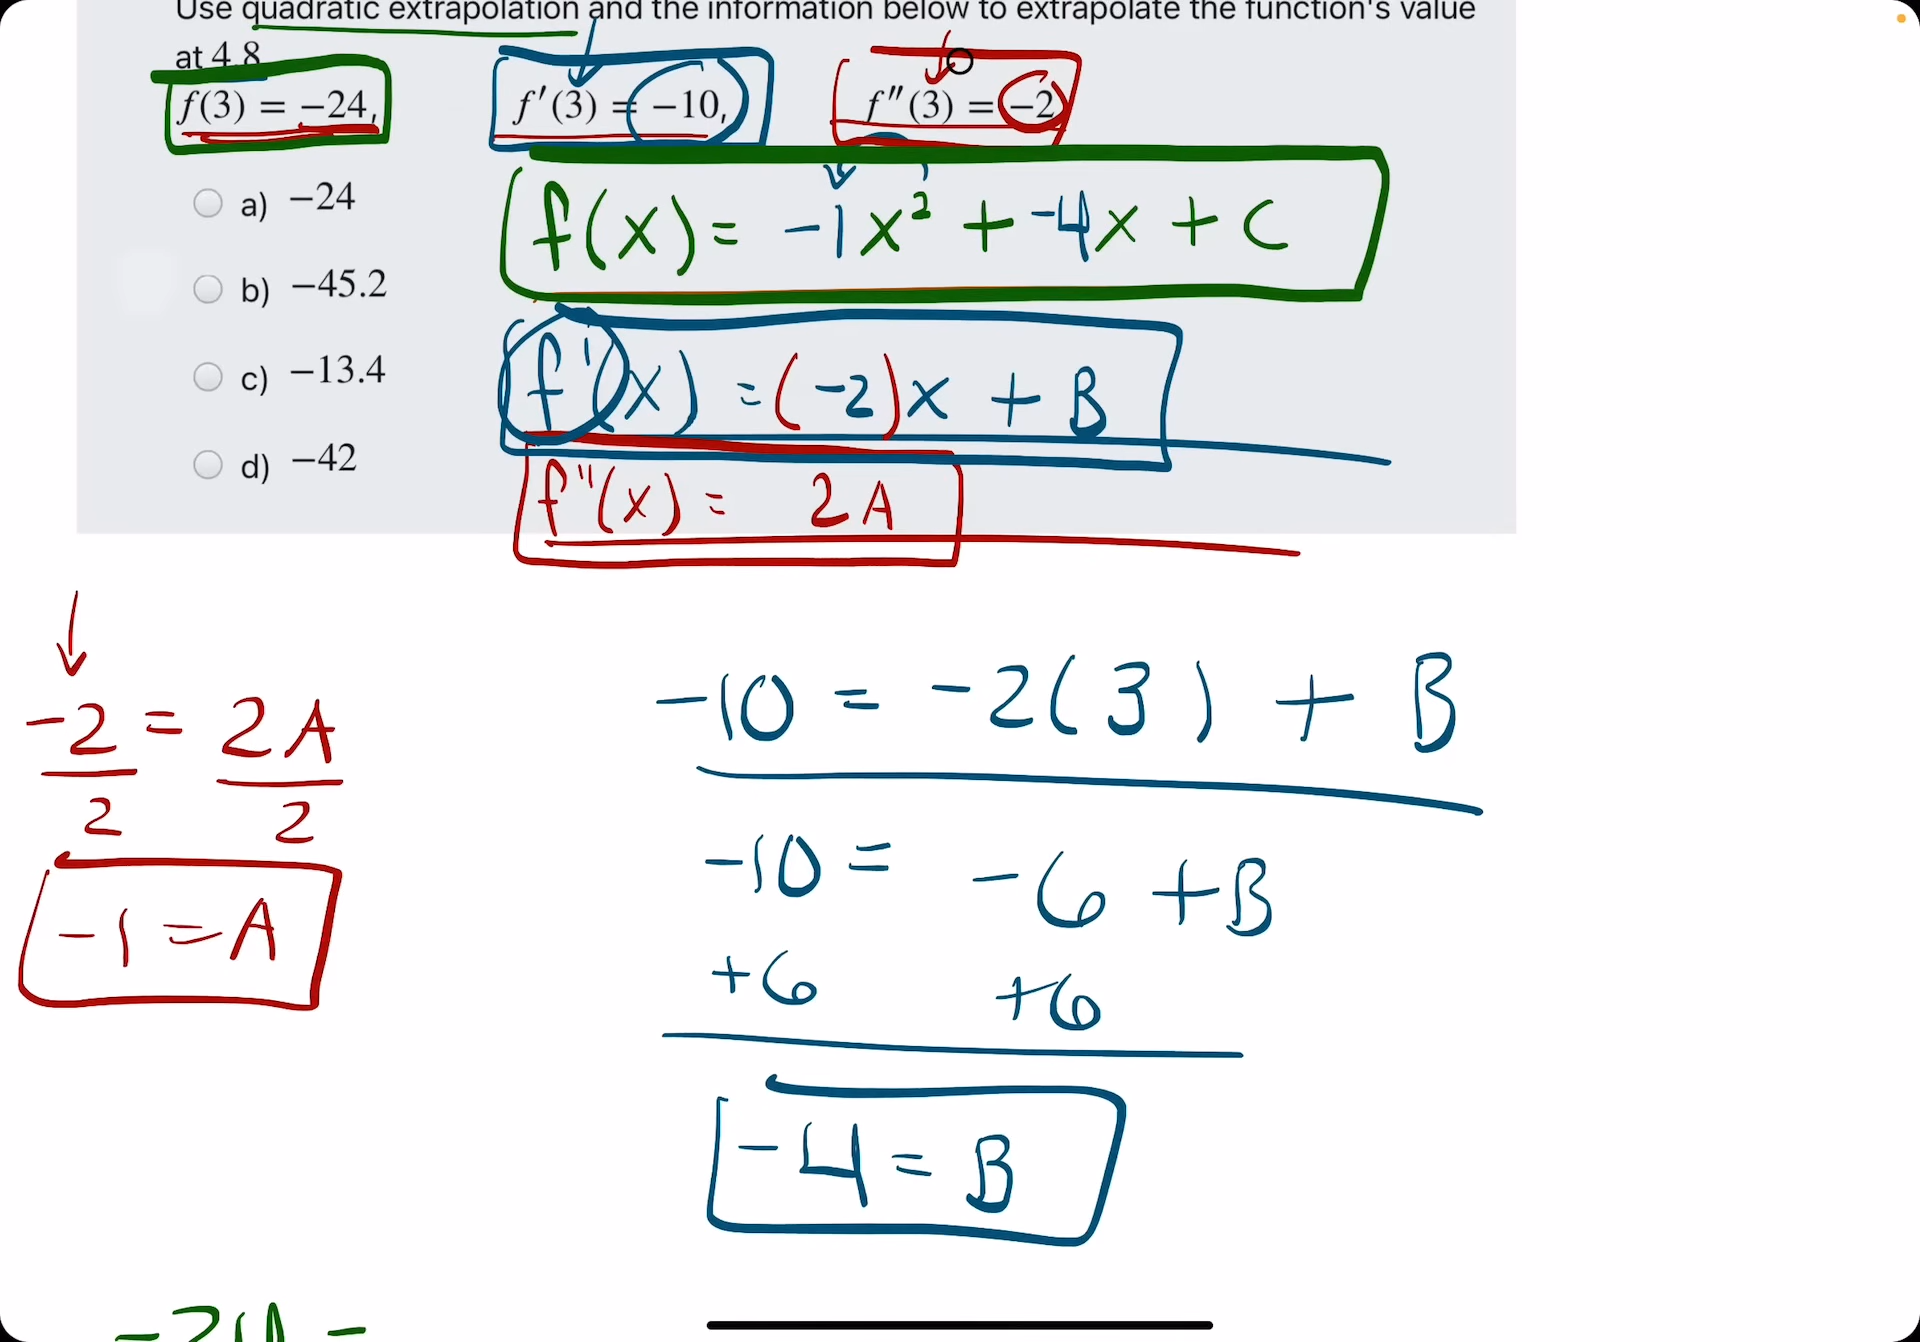 Use quadratic extrapolation and the information below to extrapolate the function's value
at 4.8
f(3) = −24, f′(3) = −10, f″(3) = −2
a) −24
b) −45.2
c) −13.4
d) −42
f(x) = -1x² + -4x + C
f'(x) = (-2)x + B
f"(x) = 2A
-2 = 2A
2 2
-1 = A
-10 = -2(3) + B
-10 = -6 + B
+6 +6
-4 = B